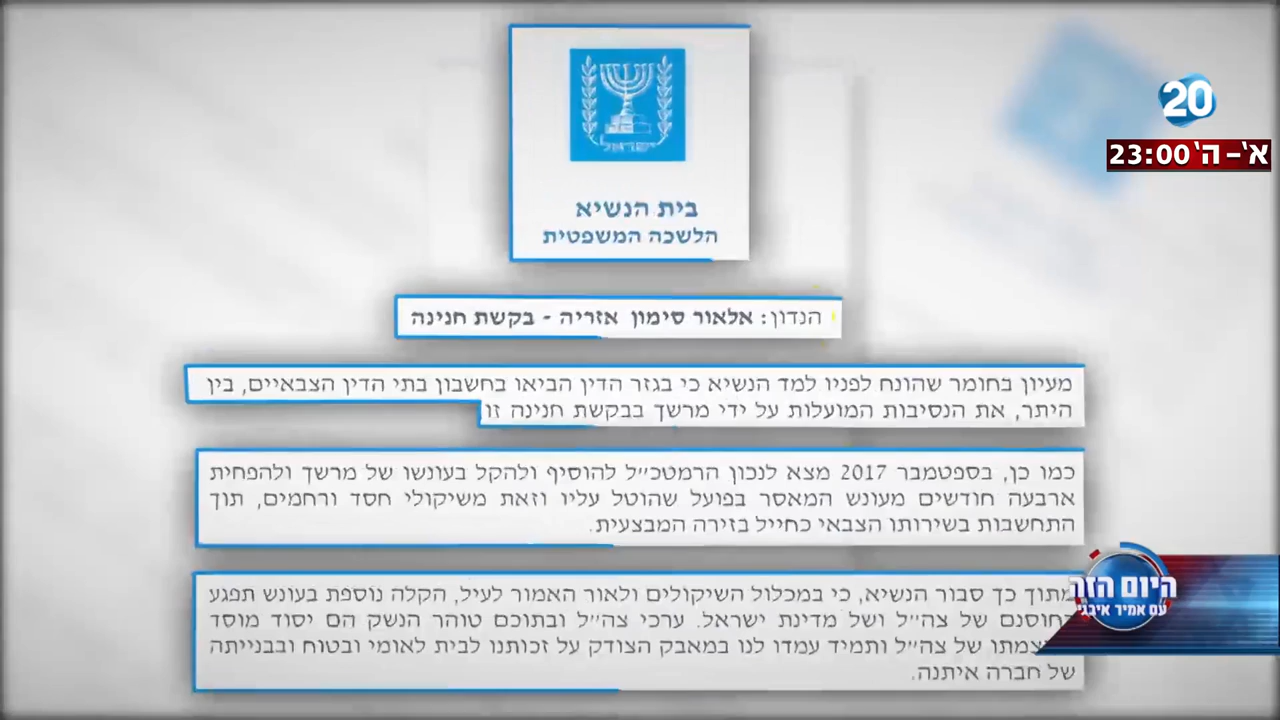 ישראל
בית הנשיא
הלשכה המשפטית
20
א'-ה' 23:00
הנדון: אלאור סימון אזריה - בקשת חנינה
מעיון בחומר שהונח לפניו למד הנשיא כי בגזר הדין הביאו בחשבון בתי הדין הצבאיים, בין
היתר, את הנסיבות המועלות על ידי מרשך בבקשת חנינה זו
כמו כן, בספטמבר 2017 מצא לנכון הרמטכ״ל להוסיף ולהקל בעונשו של מרשך ולהפחית
ארבעה חודשים מעונש המאסר בפועל שהוטל עליו וזאת משיקולי חסד ורחמים, תוך
התחשבות בשירותו הצבאי כחייל בזירה המבצעית.
מתוך כך סבור הנשיא, כי במכלול השיקולים ולאור האמור לעיל, הקלה נוספת בעונש תפגע
בחוסנם של צה״ל ושל מדינת ישראל. ערכי צה״ל ובתוכם טוהר הנשק הם יסוד מוסד
של צה״ל ותמיד עמדו לנו במאבק הצודק על זכותנו לבית לאומי ובטוח ובבנייתה
של חברה איתנה.
היום הזה
עם אמיר איבגי